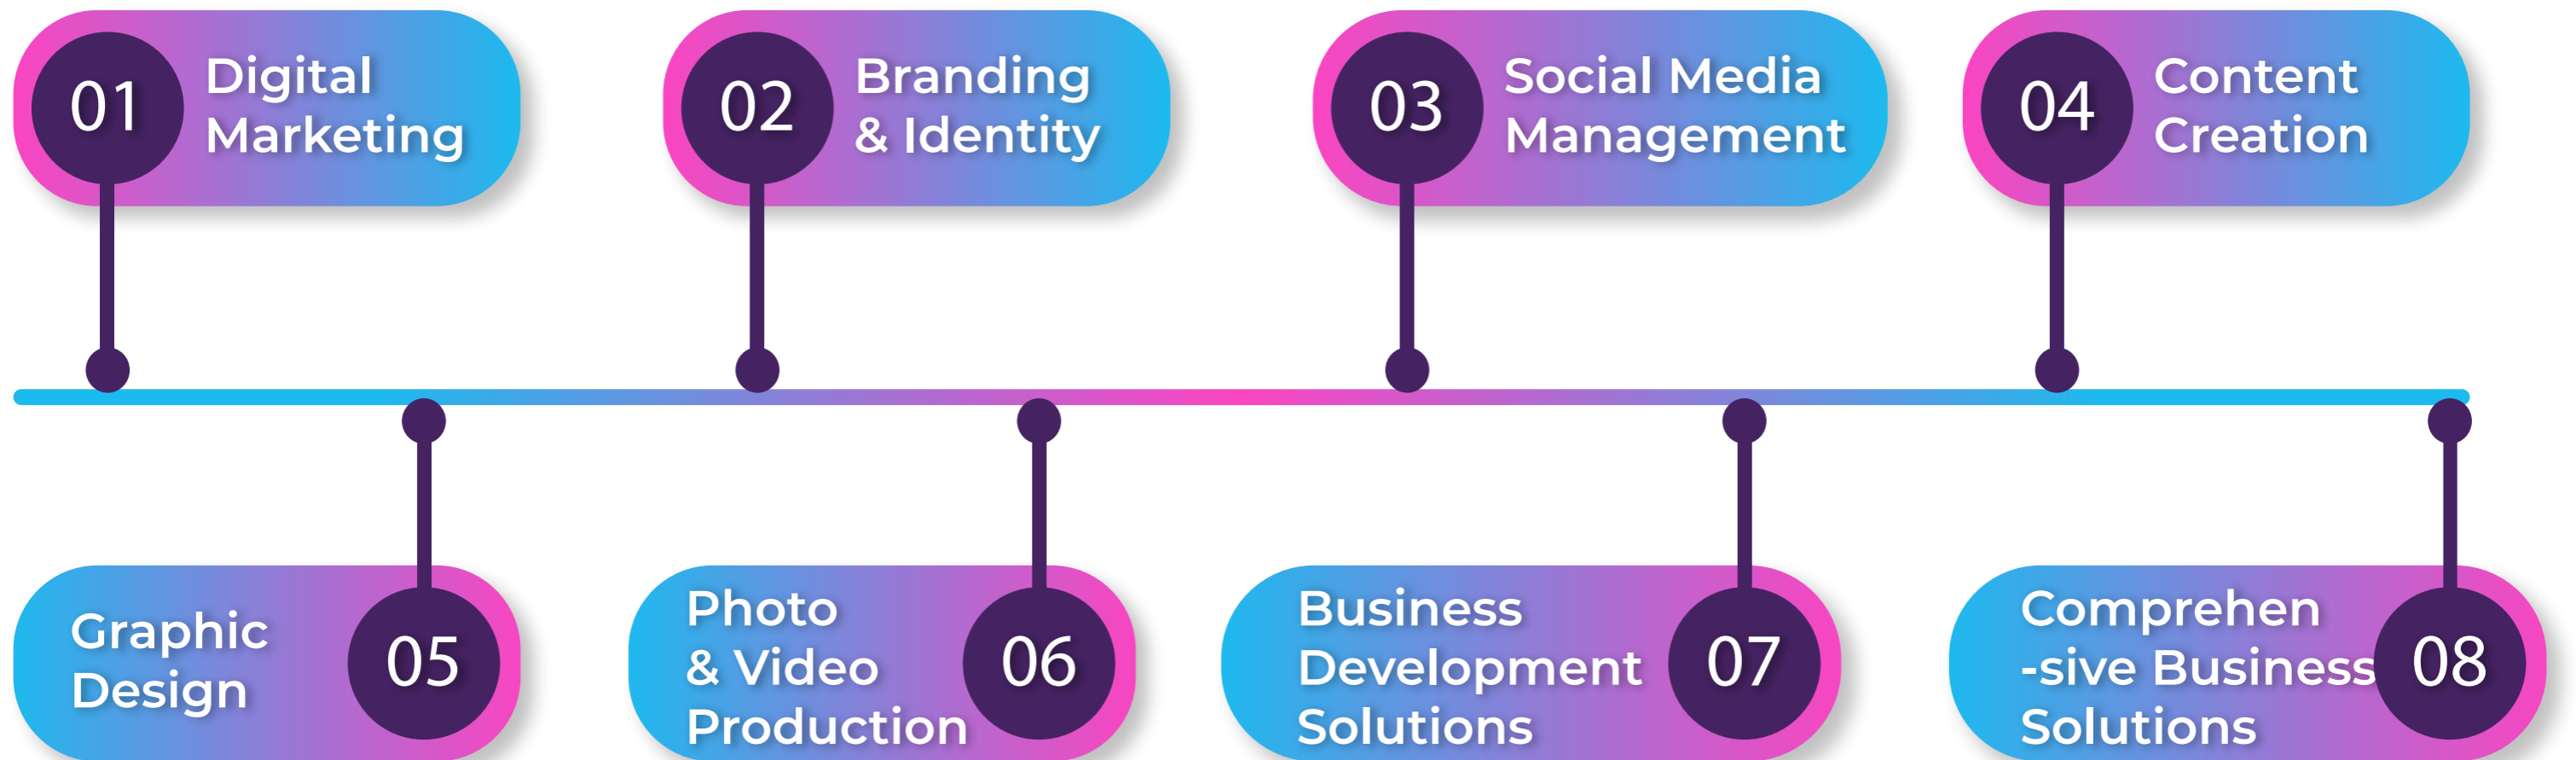 01
Digital
Marketing
02
Branding
& Identity
03
Social Media
Management
04
Content
Creation
Graphic
Design
05
Photo
& Video
Production
06
Business
Development
Solutions
07
Comprehen
-sive Business
Solutions
08